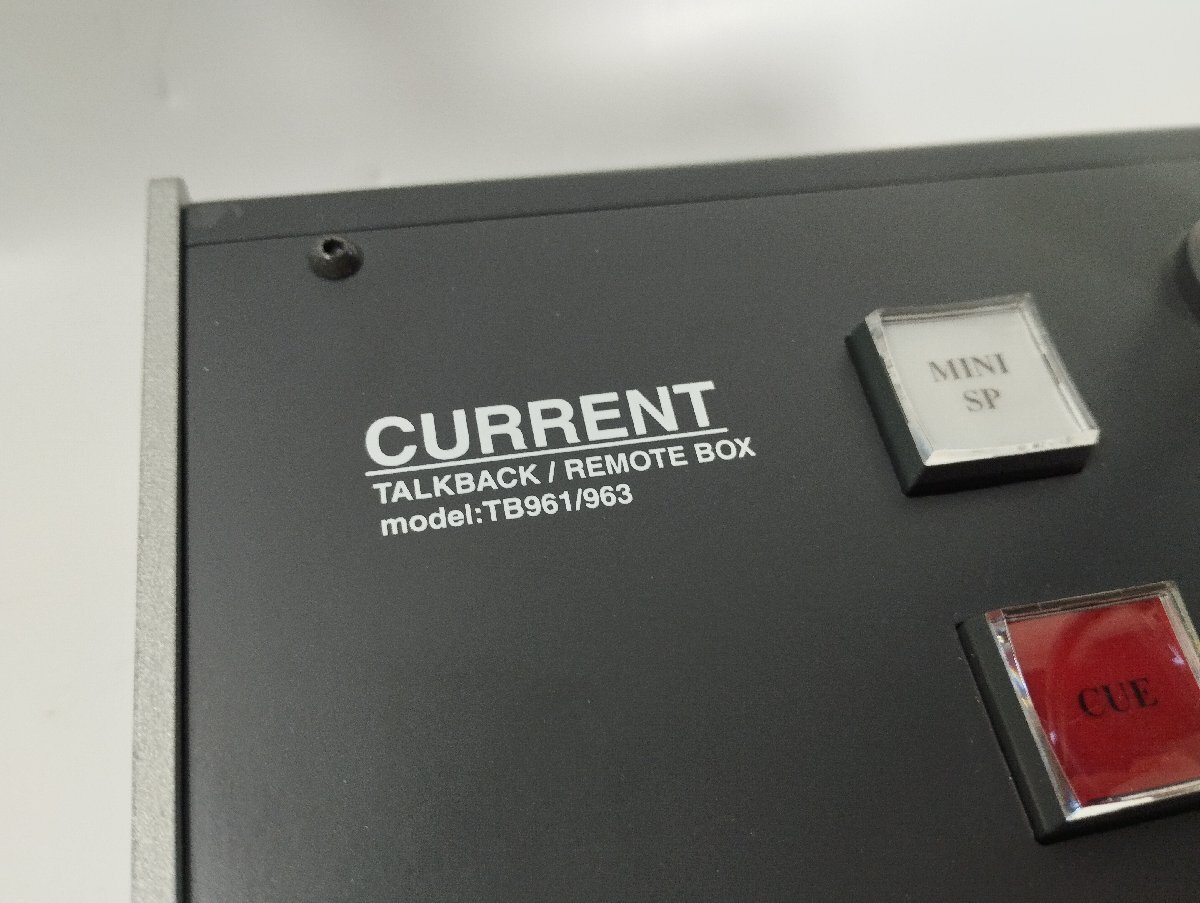 CURRENT
TALKBACK / REMOTE BOX
model:TB961/963
MINI
SP
CUE